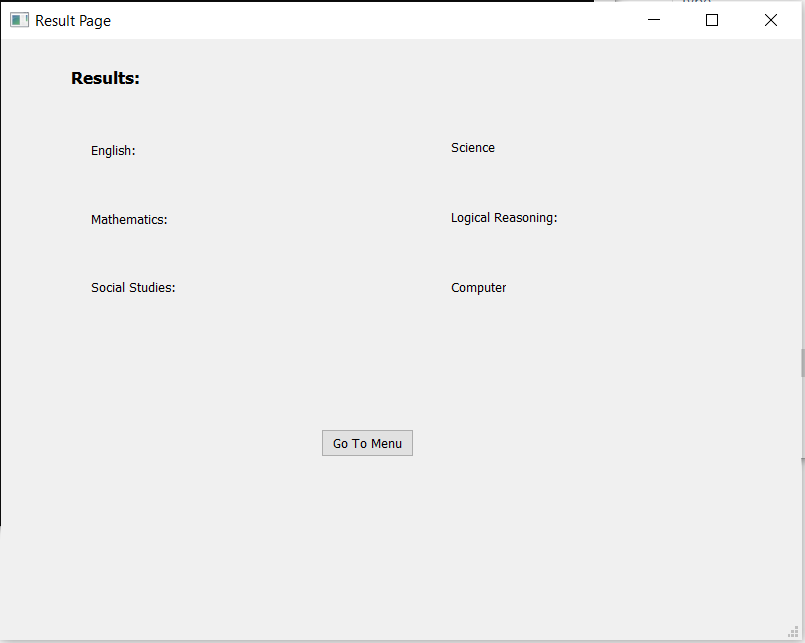 Result Page
Results:
English:
Science
Mathematics:
Logical Reasoning:
Social Studies:
Computer
Go To Menu